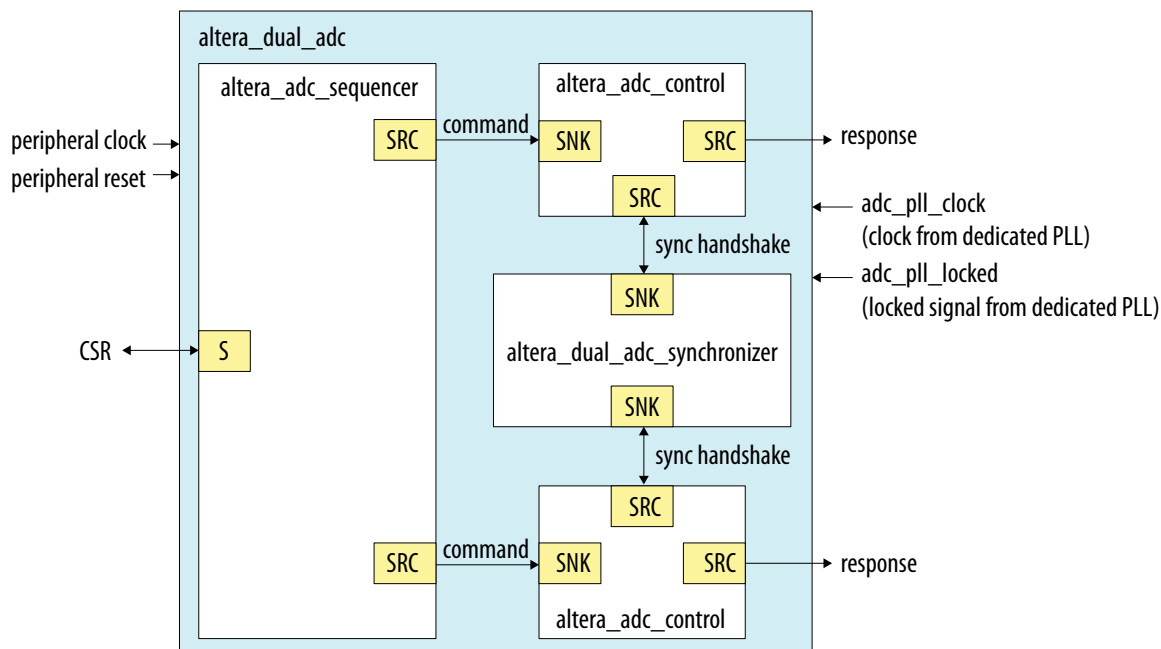 altera_dual_adc
altera_adc_sequencer
altera_adc_control
peripheral clock
SRC
command
SNK
SRC
response
peripheral reset
SRC
adc_pll_clock
(clock from dedicated PLL)
sync handshake
adc_pll_locked
(locked signal from dedicated PLL)
SNK
CSR
S
altera_dual_adc_synchronizer
SNK
sync handshake
SRC
SRC
command
SNK
SRC
response
altera_adc_control